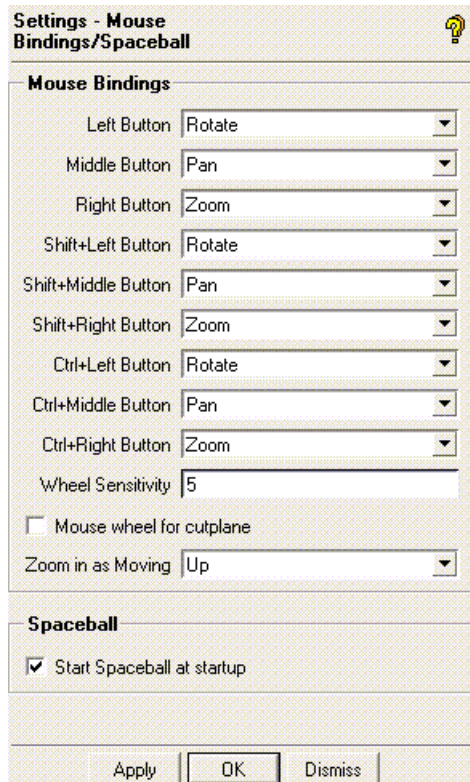 Settings - Mouse
Bindings/Spaceball
Mouse Bindings
Left Button Rotate
Middle Button Pan
Right Button Zoom
Shift+Left Button Rotate
Shift+Middle Button Pan
Shift+Right Button Zoom
Ctrl+Left Button Rotate
Ctrl+Middle Button Pan
Ctrl+Right Button Zoom
Wheel Sensitivity 5
Mouse wheel for cutplane
Zoom in as Moving Up
Spaceball
Start Spaceball at startup
Apply OK Dismiss